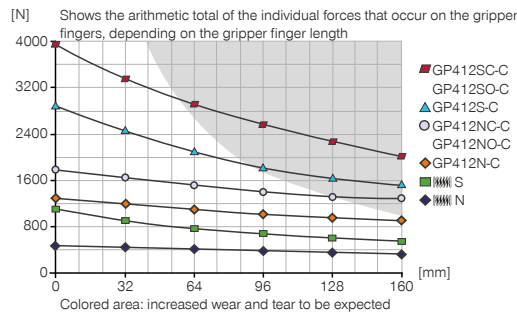 [N]
Shows the arithmetic total of the individual forces that occur on the gripper
fingers, depending on the gripper finger length
4000
3200
2400
1600
800
0
0 32 64 96 128 160
[mm]
GP412SC-C
GP412SO-C
GP412S-C
GP412NC-C
GP412NO-C
GP412N-C
S
N
Colored area: increased wear and tear to be expected